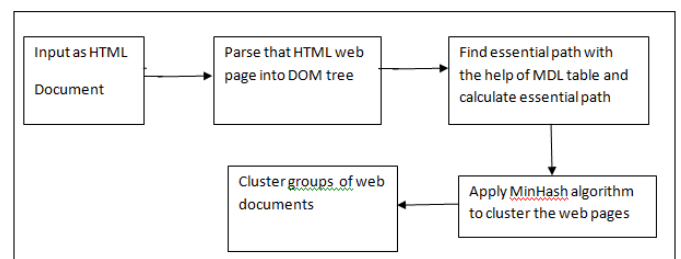 Input as HTML
Document
Parse that HTML web
page into DOM tree
Find essential path with
the help of MDL table and
calculate essential path
Apply MinHash algorithm
to cluster the web pages
Cluster groups of web
documents